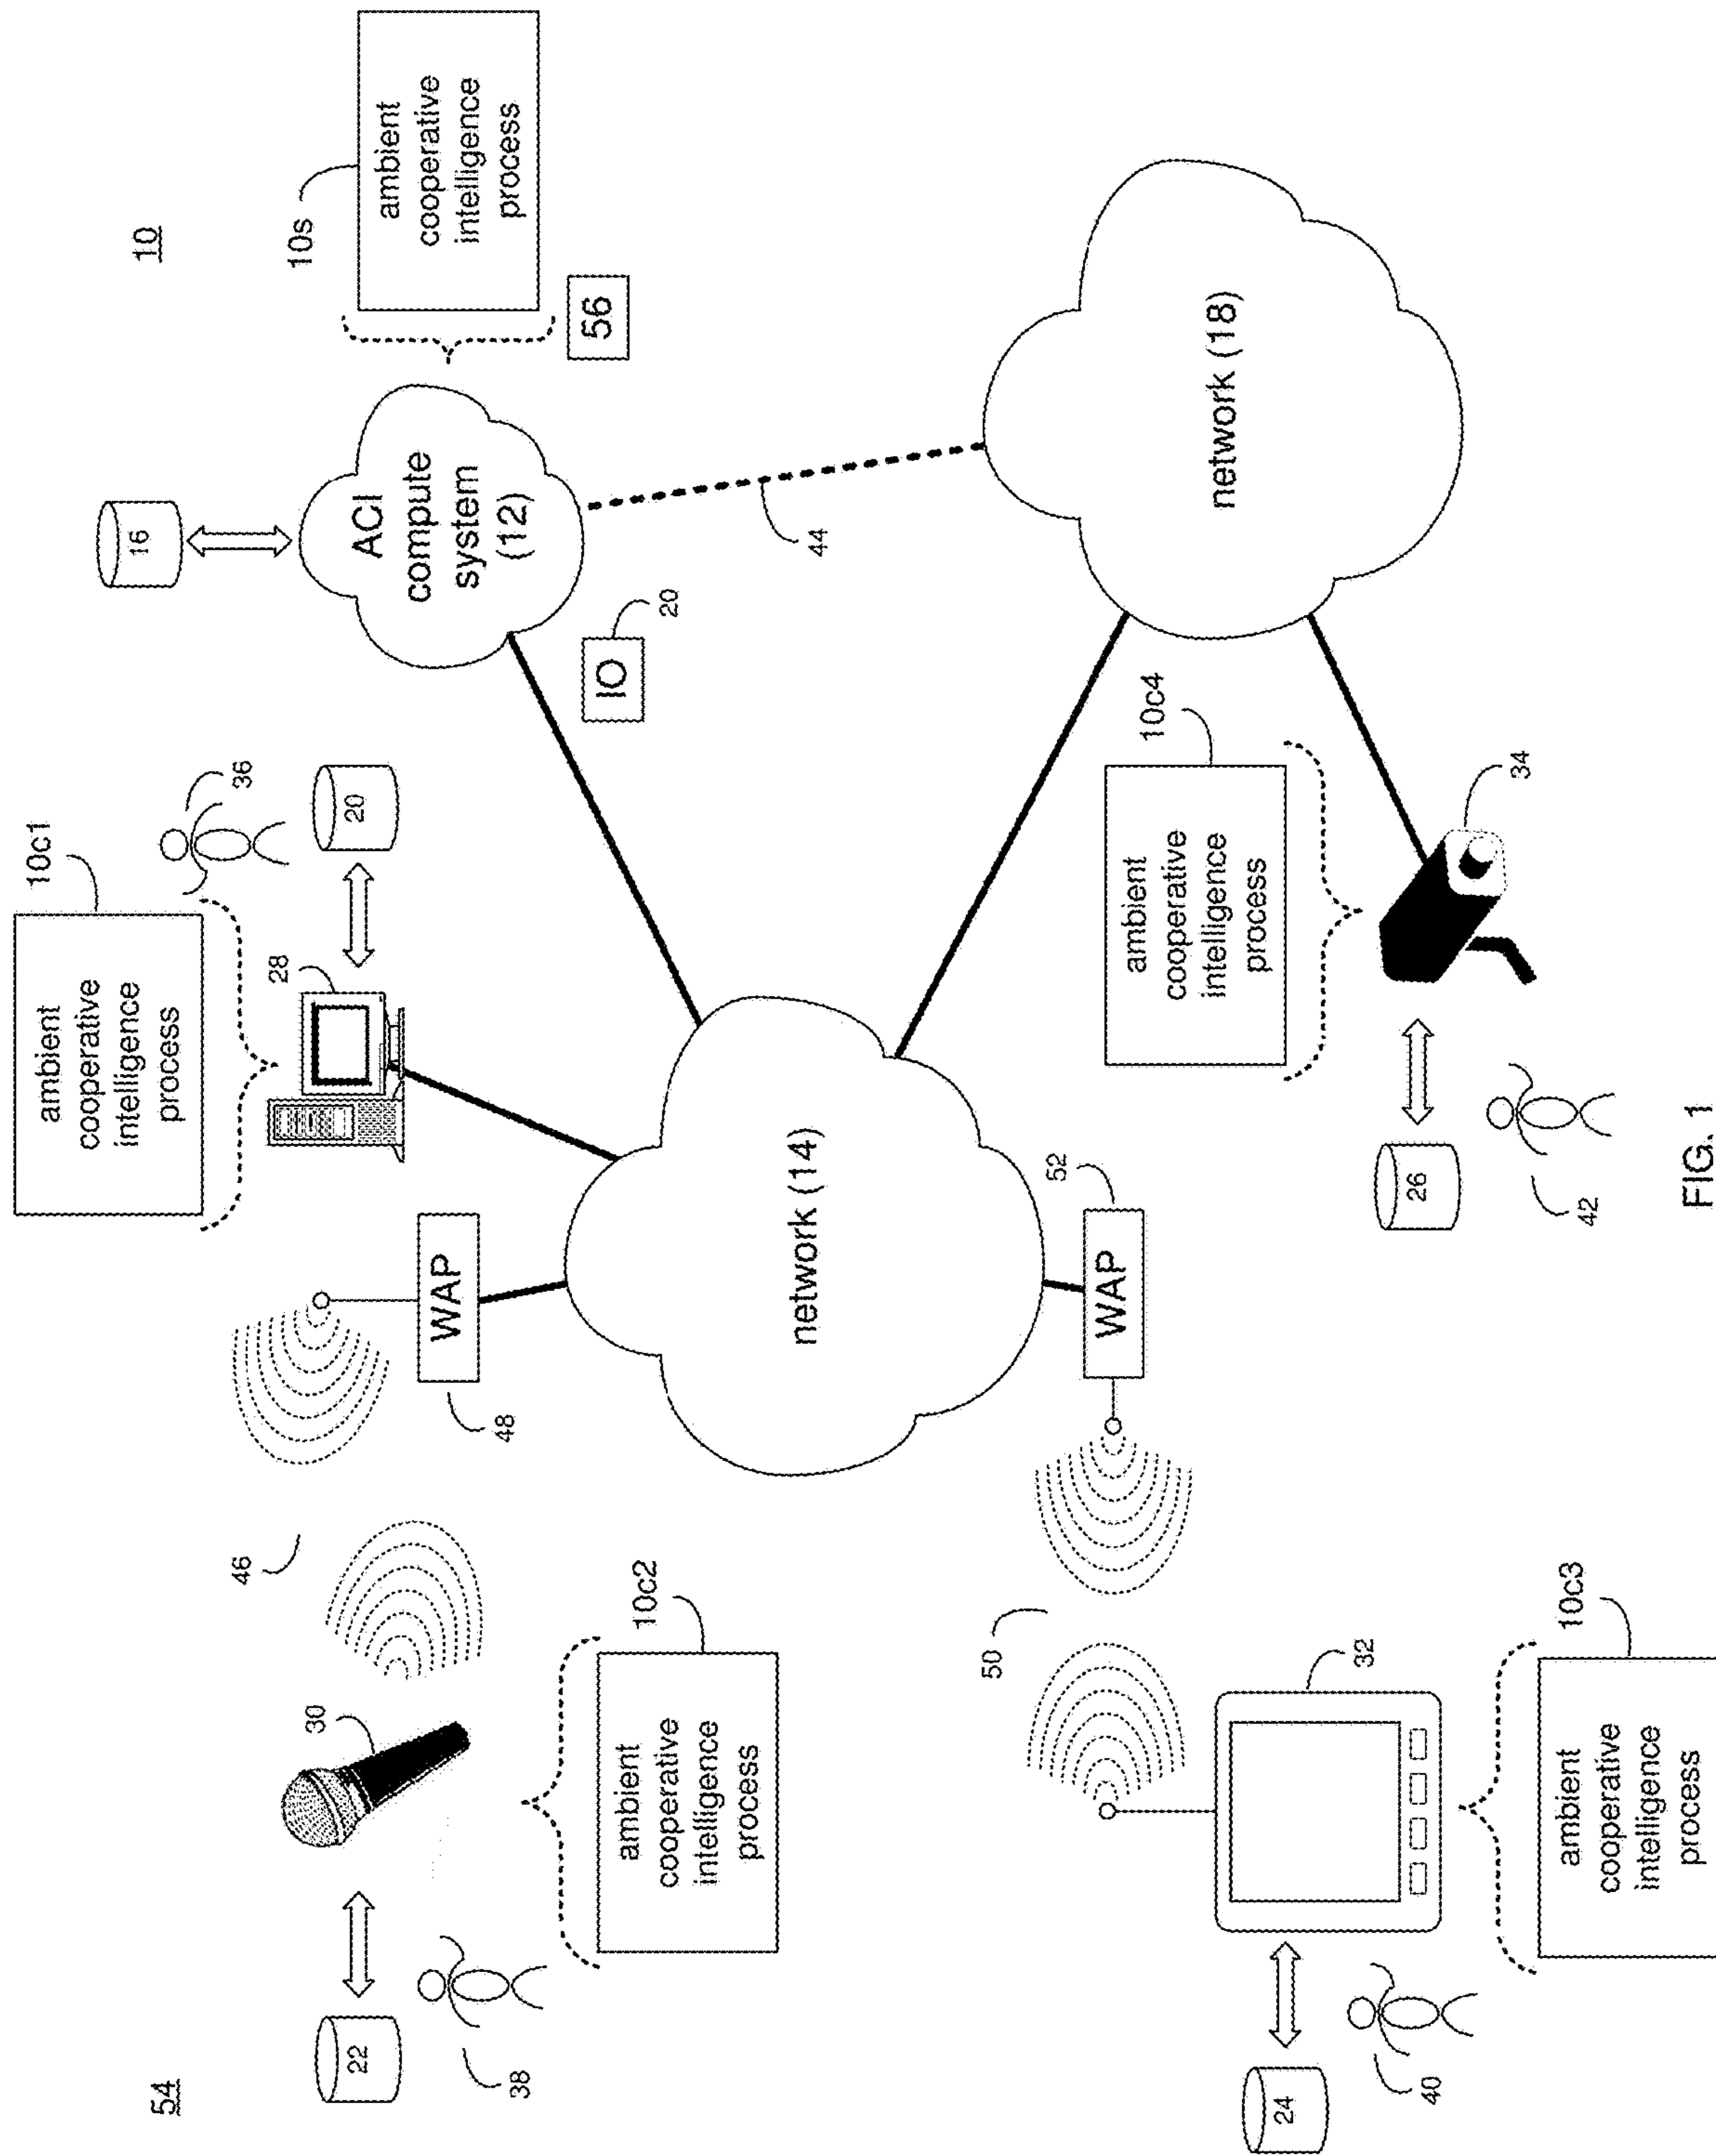 54
10
22
38
30
ambient
cooperative
intelligence
process
10c2
46
48
WAP
ambient
cooperative
intelligence
process
10c1
28
36
20
16
ACI
compute
system
(12)
10s
ambient
cooperative
intelligence
process
56
IO
20
44
network (14)
network (18)
24
40
32
50
ambient
cooperative
intelligence
process
10c3
52
WAP
ambient
cooperative
intelligence
process
10c4
34
26
42
FIG. 1